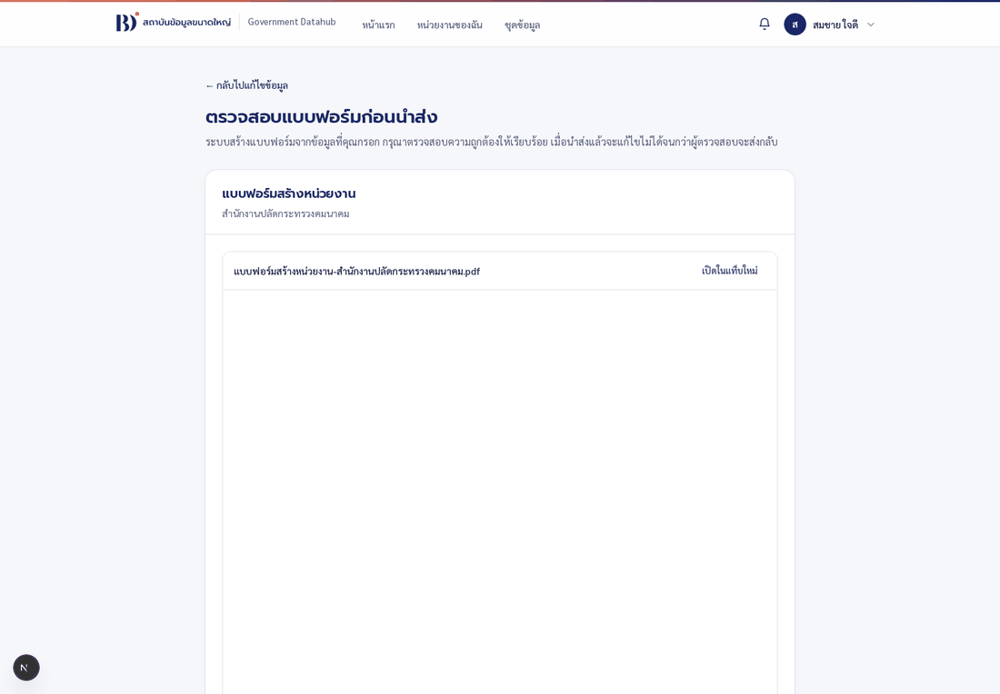 BD สถาบันข้อมูลขนาดใหญ่ Government Datahub หน้าแรก หน่วยงานของฉัน ชุดข้อมูล ส สมชาย ใจดี
← กลับไปแก้ไขข้อมูล
ตรวจสอบแบบฟอร์มก่อนนำส่ง
ระบบสร้างแบบฟอร์มจากข้อมูลที่คุณกรอก กรุณาตรวจสอบความถูกต้องให้เรียบร้อย เมื่อนำส่งแล้วจะแก้ไขไม่ได้จนกว่าผู้ตรวจสอบจะส่งกลับ
แบบฟอร์มสร้างหน่วยงาน
สำนักงานปลัดกระทรวงคมนาคม
แบบฟอร์มสร้างหน่วยงาน-สำนักงานปลัดกระทรวงคมนาคม.pdf เปิดในแท็บใหม่
N